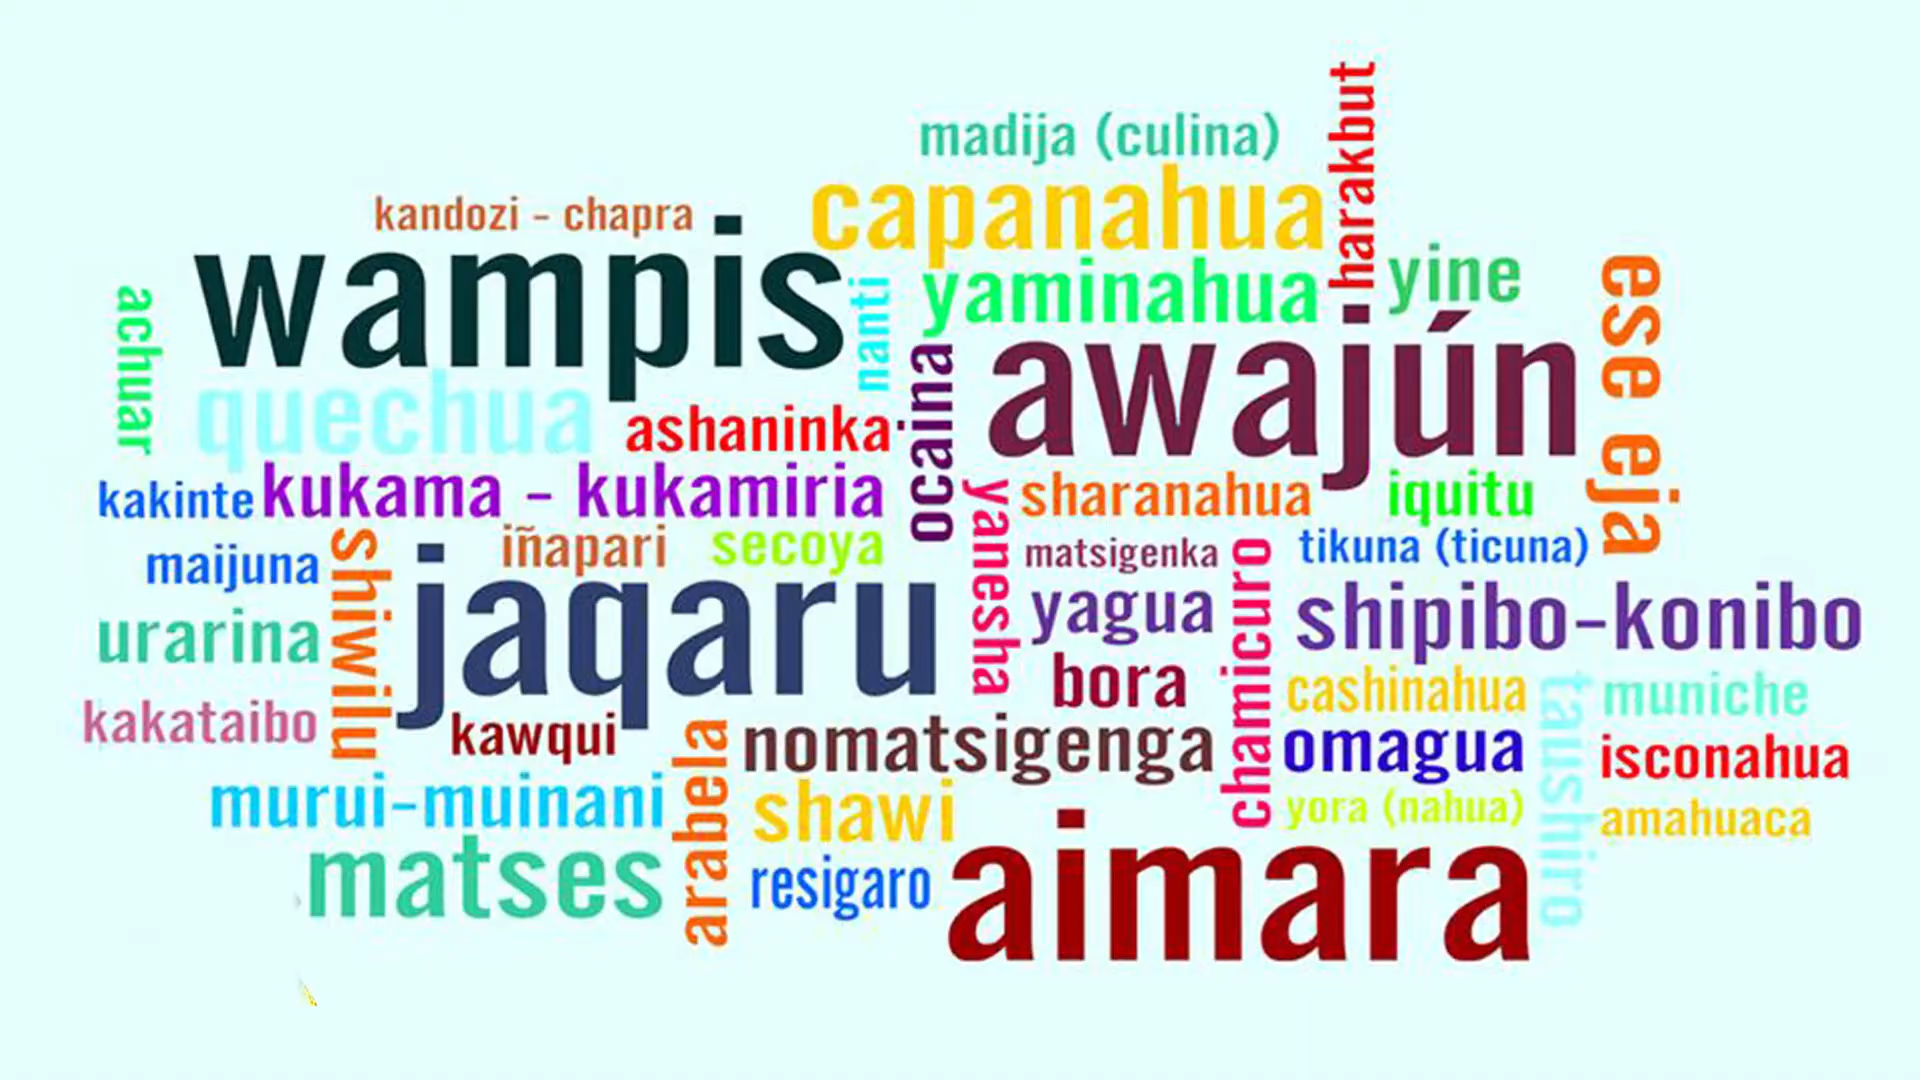 harakbut
madija (culina)
capanahua
kandozi - chapra
wampis
yaminahua
yine
ese eja
achuar
nanti
quechua
ashaninka
ocaina
awajún
kakinte
kukama - kukamiria
yanesha
sharanahua
iquitu
maijuna
shiwilu
iñapari
secoya
matsigenka
chamicuro
tikuna (ticuna)
urarina
jaqaru
yagua
shipibo-konibo
kakataibo
kawqui
bora
cashinahua
taushiro
muniche
arabela
nomatsigenga
omagua
isconahua
murui-muinani
shawi
yora (nahua)
amahuaca
matses
resigaro
aimara